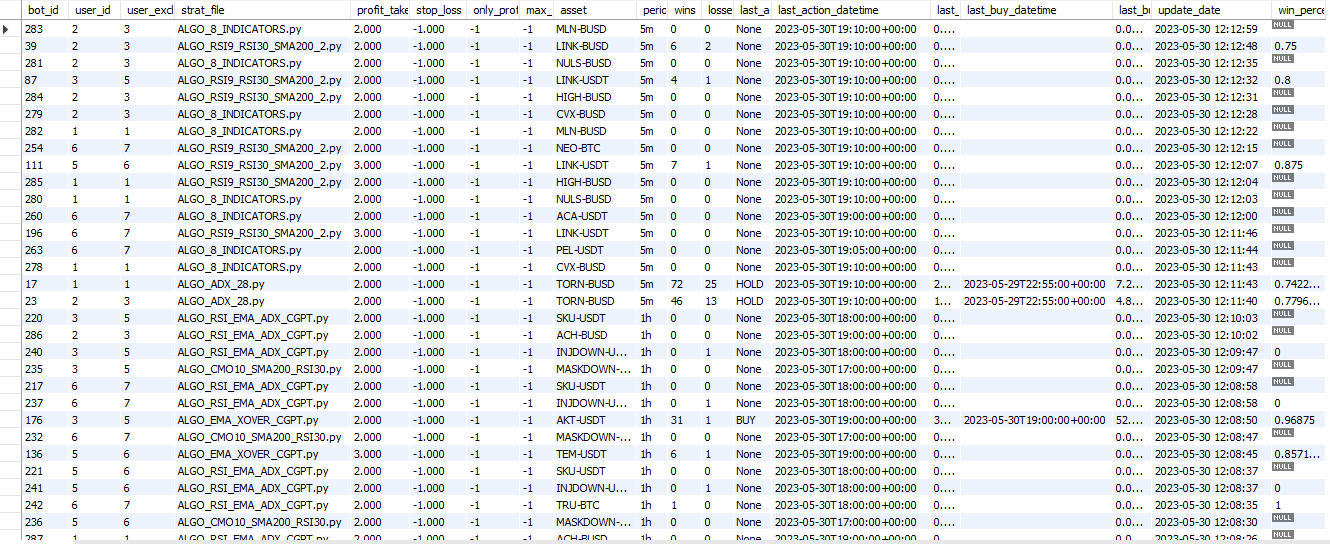 bot_id user_id user_excl strat_file profit_take stop_loss only_prof max_ asset perio wins losse last_a last_action_datetime last_ last_buy_datetime last_bu update_date win_perce
283 2 3 ALGO_8_INDICATORS.py 2.000 -1.000 -1 -1 MLN-BUSD 5m 0 0 None 2023-05-30T19:10:00+00:00 0.... 0.0... 2023-05-30 12:12:59 NULL
39 2 3 ALGO_RSI9_RSI30_SMA200_2.py 2.000 -1.000 -1 -1 LINK-BUSD 5m 6 2 None 2023-05-30T19:10:00+00:00 0.... 0.0... 2023-05-30 12:12:48 0.75
281 2 3 ALGO_8_INDICATORS.py 2.000 -1.000 -1 -1 NULS-BUSD 5m 0 0 None 2023-05-30T19:10:00+00:00 0.... 0.0... 2023-05-30 12:12:35 NULL
87 3 5 ALGO_RSI9_RSI30_SMA200_2.py 2.000 -1.000 -1 -1 LINK-USDT 5m 4 1 None 2023-05-30T19:10:00+00:00 0.... 0.0... 2023-05-30 12:12:32 0.8
284 2 3 ALGO_RSI9_RSI30_SMA200_2.py 2.000 -1.000 -1 -1 HIGH-BUSD 5m 0 0 None 2023-05-30T19:10:00+00:00 0.... 0.0... 2023-05-30 12:12:31 NULL
279 2 3 ALGO_8_INDICATORS.py 2.000 -1.000 -1 -1 CVX-BUSD 5m 0 0 None 2023-05-30T19:10:00+00:00 0.... 0.0... 2023-05-30 12:12:28 NULL
282 1 1 ALGO_8_INDICATORS.py 2.000 -1.000 -1 -1 MLN-BUSD 5m 0 0 None 2023-05-30T19:10:00+00:00 0.... 0.0... 2023-05-30 12:12:22 NULL
254 6 7 ALGO_RSI9_RSI30_SMA200_2.py 2.000 -1.000 -1 -1 NEO-BTC 5m 0 0 None 2023-05-30T19:10:00+00:00 0.... 0.0... 2023-05-30 12:12:15 NULL
111 5 6 ALGO_RSI9_RSI30_SMA200_2.py 3.000 -1.000 -1 -1 LINK-USDT 5m 7 1 None 2023-05-30T19:10:00+00:00 0.... 0.0... 2023-05-30 12:12:07 0.875
285 1 1 ALGO_RSI9_RSI30_SMA200_2.py 2.000 -1.000 -1 -1 HIGH-BUSD 5m 0 0 None 2023-05-30T19:10:00+00:00 0.... 0.0... 2023-05-30 12:12:04 NULL
280 1 1 ALGO_8_INDICATORS.py 2.000 -1.000 -1 -1 NULS-BUSD 5m 0 0 None 2023-05-30T19:10:00+00:00 0.... 0.0... 2023-05-30 12:12:03 NULL
260 6 7 ALGO_8_INDICATORS.py 2.000 -1.000 -1 -1 ACA-USDT 5m 0 0 None 2023-05-30T19:00:00+00:00 0.... 0.0... 2023-05-30 12:12:00 NULL
196 6 7 ALGO_RSI9_RSI30_SMA200_2.py 3.000 -1.000 -1 -1 LINK-USDT 5m 0 0 None 2023-05-30T19:10:00+00:00 0.... 0.0... 2023-05-30 12:11:46 NULL
263 6 7 ALGO_8_INDICATORS.py 2.000 -1.000 -1 -1 PEL-USDT 5m 0 0 None 2023-05-30T19:05:00+00:00 0.... 0.0... 2023-05-30 12:11:44 NULL
278 1 1 ALGO_8_INDICATORS.py 2.000 -1.000 -1 -1 CVX-BUSD 5m 0 0 None 2023-05-30T19:10:00+00:00 0.... 0.0... 2023-05-30 12:11:43 NULL
17 1 1 ALGO_ADX_28.py 2.000 -1.000 -1 -1 TORN-BUSD 5m 72 25 HOLD 2023-05-30T19:10:00+00:00 2... 2023-05-29T22:55:00+00:00 7.2... 2023-05-30 12:11:43 0.7422...
23 2 3 ALGO_ADX_28.py 2.000 -1.000 -1 -1 TORN-BUSD 5m 46 13 HOLD 2023-05-30T19:10:00+00:00 1... 2023-05-29T22:55:00+00:00 4.8... 2023-05-30 12:11:40 0.7796...
220 3 5 ALGO_RSI_EMA_ADX_CGPT.py 2.000 -1.000 -1 -1 SKU-USDT 1h 0 0 None 2023-05-30T18:00:00+00:00 0.... 0.0... 2023-05-30 12:10:03 NULL
286 2 3 ALGO_RSI_EMA_ADX_CGPT.py 2.000 -1.000 -1 -1 ACH-BUSD 1h 0 0 None 2023-05-30T19:00:00+00:00 0.... 0.0... 2023-05-30 12:10:02 NULL
240 3 5 ALGO_RSI_EMA_ADX_CGPT.py 2.000 -1.000 -1 -1 INJDOWN-U... 1h 0 1 None 2023-05-30T18:00:00+00:00 0.... 0.0... 2023-05-30 12:09:47 0
235 3 5 ALGO_CMO10_SMA200_RSI30.py 2.000 -1.000 -1 -1 MASKDOWN-... 1h 0 0 None 2023-05-30T17:00:00+00:00 0.... 0.0... 2023-05-30 12:09:47 NULL
217 6 7 ALGO_RSI_EMA_ADX_CGPT.py 2.000 -1.000 -1 -1 SKU-USDT 1h 0 0 None 2023-05-30T18:00:00+00:00 0.... 0.0... 2023-05-30 12:08:58 NULL
237 6 7 ALGO_RSI_EMA_ADX_CGPT.py 2.000 -1.000 -1 -1 INJDOWN-U... 1h 0 1 None 2023-05-30T18:00:00+00:00 0.... 0.0... 2023-05-30 12:08:58 0
176 3 5 ALGO_EMA_XOVER_CGPT.py 2.000 -1.000 -1 -1 AKT-USDT 1h 31 1 BUY 2023-05-30T19:00:00+00:00 3... 2023-05-30T19:00:00+00:00 52.... 2023-05-30 12:08:50 0.96875
232 6 7 ALGO_CMO10_SMA200_RSI30.py 2.000 -1.000 -1 -1 MASKDOWN-... 1h 0 0 None 2023-05-30T17:00:00+00:00 0.... 0.0... 2023-05-30 12:08:47 NULL
136 5 6 ALGO_EMA_XOVER_CGPT.py 3.000 -1.000 -1 -1 TEM-USDT 1h 6 1 None 2023-05-30T19:00:00+00:00 0.... 0.0... 2023-05-30 12:08:45 0.8571...
221 5 6 ALGO_RSI_EMA_ADX_CGPT.py 2.000 -1.000 -1 -1 SKU-USDT 1h 0 0 None 2023-05-30T18:00:00+00:00 0.... 0.0... 2023-05-30 12:08:37 NULL
241 5 6 ALGO_RSI_EMA_ADX_CGPT.py 2.000 -1.000 -1 -1 INJDOWN-U... 1h 0 1 None 2023-05-30T18:00:00+00:00 0.... 0.0... 2023-05-30 12:08:37 0
242 6 7 ALGO_RSI_EMA_ADX_CGPT.py 2.000 -1.000 -1 -1 TRU-BTC 1h 1 0 None 2023-05-30T18:00:00+00:00 0.... 0.0... 2023-05-30 12:08:35 1
236 5 6 ALGO_CMO10_SMA200_RSI30.py 2.000 -1.000 -1 -1 MASKDOWN-... 1h 0 0 None 2023-05-30T17:00:00+00:00 0.... 0.0... 2023-05-30 12:08:30 NULL
287 1 1 ALGO_RSI_EMA_ADX_CGPT.py 2.000 -1.000 -1 -1 ACH-BUSD 1h 0 0 None 2023-05-30T19:00:00+00:00 0.... 0.0... 2023-05-30 12:08:26 NULL